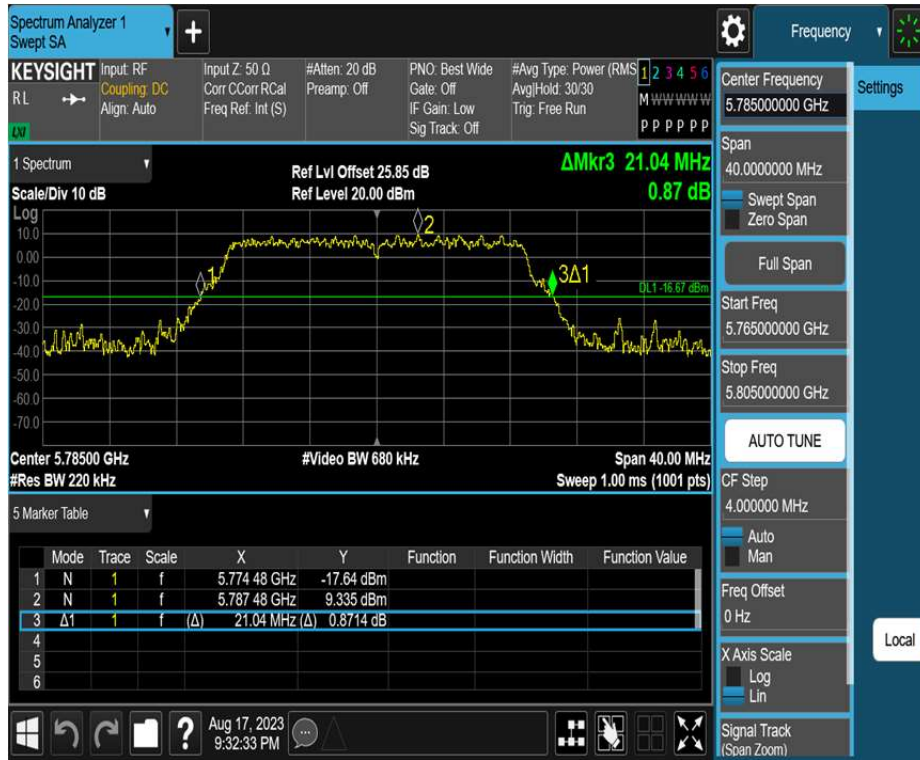 Spectrum Analyzer 1
Swept SA
+
Frequency
KEYSIGHT
RL
LXI
Input: RF
Coupling: DC
Align: Auto
Input Z: 50 Ω
Corr CCorr RCal
Freq Ref: Int (S)
#Atten: 20 dB
Preamp: Off
PNO: Best Wide
Gate: Off
IF Gain: Low
Sig Track: Off
#Avg Type: Power (RMS
Avg|Hold: 30/30
Trig: Free Run
1 2 3 4 5 6
M W W W W W
P P P P P P
1 Spectrum
Scale/Div 10 dB
Ref Lvl Offset 25.85 dB
Ref Level 20.00 dBm
ΔMkr3 21.04 MHz
0.87 dB
Log
10.0
0.00
-10.0
-20.0
-30.0
-40.0
-50.0
-60.0
-70.0
1
2
3Δ1
DL1 -16.67 dBm
Center 5.78500 GHz
#Res BW 220 kHz
#Video BW 680 kHz
Span 40.00 MHz
Sweep 1.00 ms (1001 pts)
5 Marker Table
Mode Trace Scale X Y Function Function Width Function Value
1 N 1 f 5.774 48 GHz -17.64 dBm
2 N 1 f 5.787 48 GHz 9.335 dBm
3 Δ1 1 f (Δ) 21.04 MHz (Δ) 0.8714 dB
4
5
6
?
Aug 17, 2023
9:32:33 PM
Center Frequency
5.785000000 GHz
Span
40.0000000 MHz
Swept Span
Zero Span
Full Span
Start Freq
5.765000000 GHz
Stop Freq
5.805000000 GHz
AUTO TUNE
CF Step
4.000000 MHz
Auto
Man
Freq Offset
0 Hz
X Axis Scale
Log
Lin
Signal Track
(Span Zoom)
Settings
Local